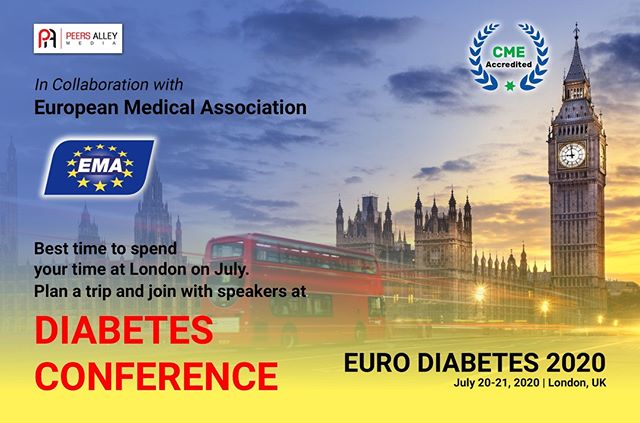 PEERS ALLEY
MEDIA
CME
Accredited
In Collaboration with
European Medical Association
EMA
Best time to spend
your time at London on July.
Plan a trip and join with speakers at
DIABETES
CONFERENCE
EURO DIABETES 2020
July 20-21, 2020 | London, UK